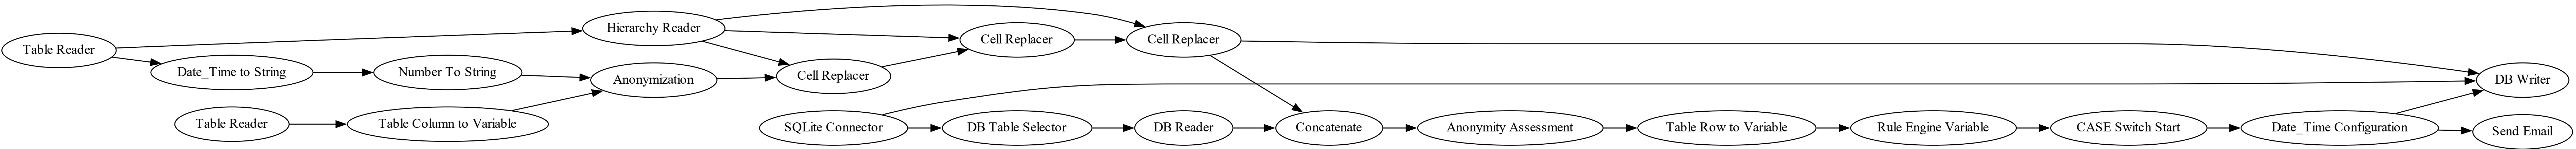 Table Reader
Hierarchy Reader
Date_Time to String
Number To String
Anonymization
Table Reader
Table Column to Variable
Cell Replacer
Cell Replacer
Cell Replacer
SQLite Connector
DB Table Selector
DB Reader
Concatenate
Anonymity Assessment
Table Row to Variable
Rule Engine Variable
CASE Switch Start
Date_Time Configuration
DB Writer
Send Email